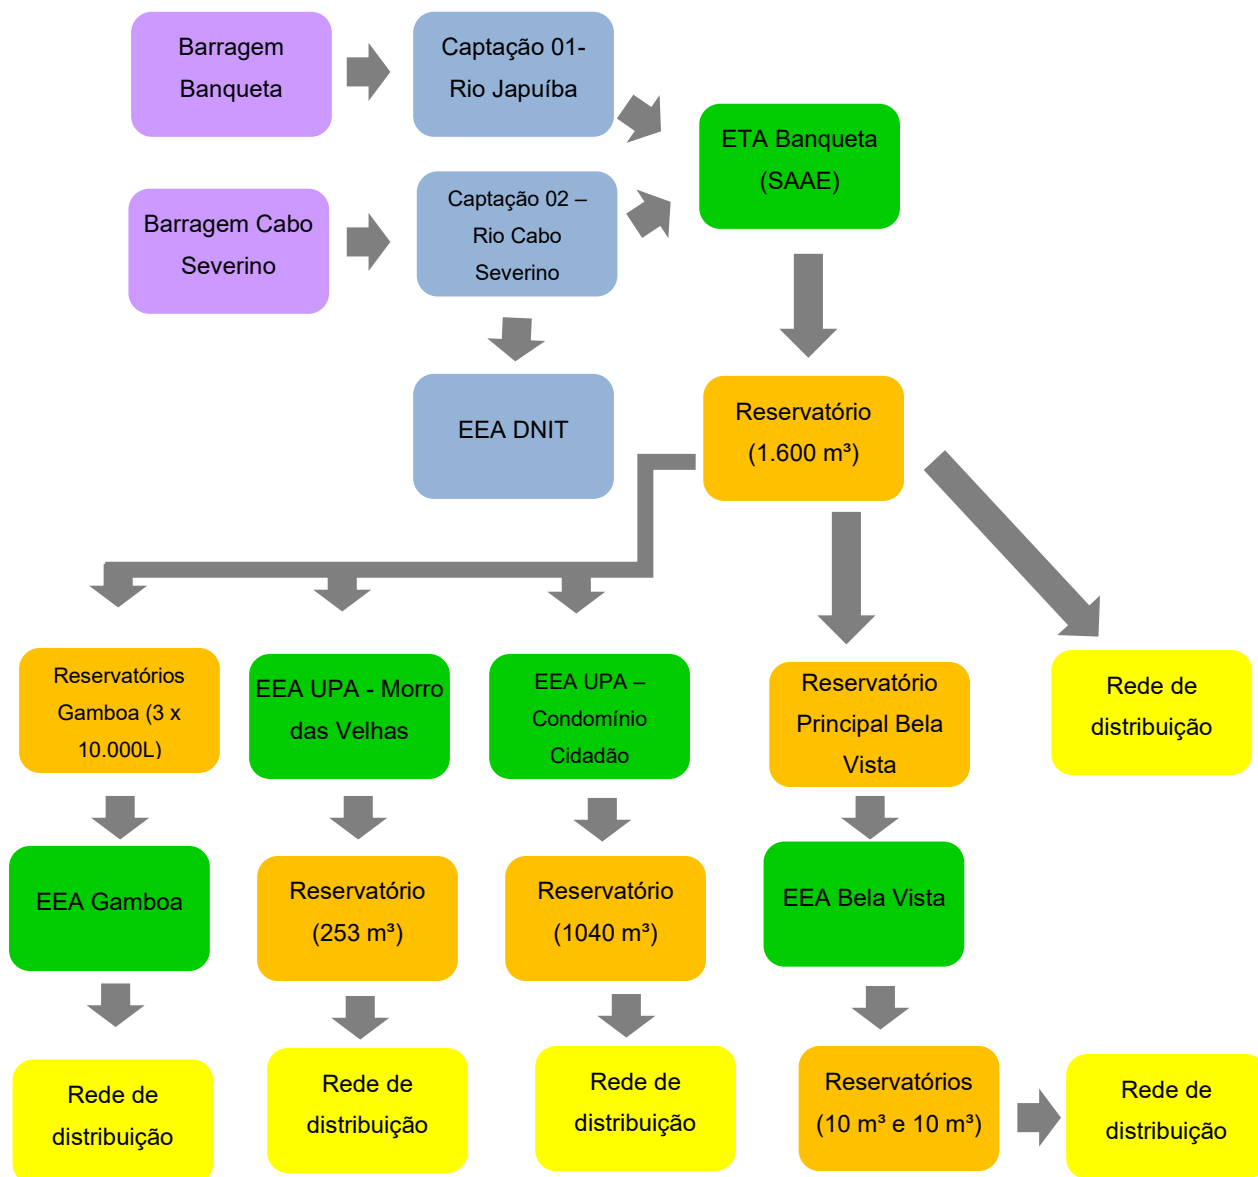 Barragem
Banqueta
Captação 01-
Rio Japuíba
ETA Banqueta
(SAAE)
Barragem Cabo
Severino
Captação 02 –
Rio Cabo
Severino
EEA DNIT
Reservatório
(1.600 m³)
Reservatórios
Gamboa (3 x
10.000L)
EEA UPA - Morro
das Velhas
EEA UPA –
Condomínio
Cidadão
Reservatório
Principal Bela
Vista
Rede de
distribuição
EEA Gamboa
Reservatório
(253 m³)
Reservatório
(1040 m³)
EEA Bela Vista
Rede de
distribuição
Rede de
distribuição
Rede de
distribuição
Reservatórios
(10 m³ e 10 m³)
Rede de
distribuição